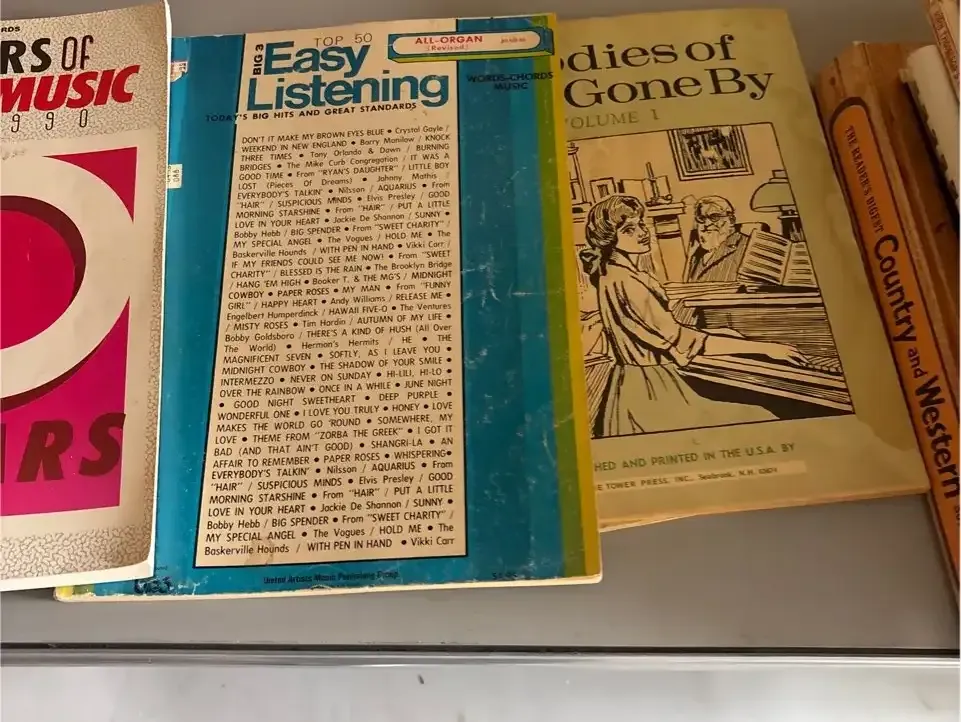 RDS
RS OF
MUSIC
990
ARS
BIG 3
TOP 50
Easy
Listening
ALL-ORGAN
(Revised)
WORDS-CHORDS
MUSIC
TODAY'S BIG HITS AND GREAT STANDARDS
DON'T IT MAKE MY BROWN EYES BLUE • Crystal Gayle /
WEEKEND IN NEW ENGLAND • Barry Manilow / KNOCK
THREE TIMES • Tony Orlando & Dawn / BURNING
BRIDGES • The Mike Curb Congregation / IT WAS A
GOOD TIME • From "RYAN'S DAUGHTER" / LITTLE BOY
LOST (Pieces Of Dreams) • Johnny Mathis /
EVERYBODY'S TALKIN' • Nilsson / AQUARIUS • From
"HAIR" / SUSPICIOUS MINDS • Elvis Presley / GOOD
MORNING STARSHINE • From "HAIR" / PUT A LITTLE
LOVE IN YOUR HEART • Jackie De Shannon / SUNNY •
Bobby Hebb / BIG SPENDER • From "SWEET CHARITY" /
MY SPECIAL ANGEL • The Vogues / HOLD ME • The
Baskerville Hounds / WITH PEN IN HAND • Vikki Carr /
IF MY FRIENDS COULD SEE ME NOW! • From "SWEET
CHARITY" / BLESSED IS THE RAIN • The Brooklyn Bridge
/ HANG 'EM HIGH • Booker T. & THE MG'S / MIDNIGHT
COWBOY • PAPER ROSES • MY MAN • From "FUNNY
GIRL" / HAPPY HEART • Andy Williams / RELEASE ME •
Engelbert Humperdinck / HAWAII FIVE-O • The Ventures
/ MISTY ROSES • Tim Hardin / AUTUMN OF MY LIFE •
Bobby Goldsboro / THERE'S A KIND OF HUSH (All Over
The World) • Herman's Hermits / HE • THE
MAGNIFICENT SEVEN • SOFTLY, AS I LEAVE YOU •
MIDNIGHT COWBOY • THE SHADOW OF YOUR SMILE •
INTERMEZZO • NEVER ON SUNDAY • HI-LILI, HI-LO •
OVER THE RAINBOW • ONCE IN A WHILE • JUNE NIGHT
• GOOD NIGHT SWEETHEART • DEEP PURPLE •
WONDERFUL ONE • I LOVE YOU TRULY • HONEY • LOVE
MAKES THE WORLD GO 'ROUND • SOMEWHERE, MY
LOVE • THEME FROM "ZORBA THE GREEK" • I GOT IT
BAD (AND THAT AIN'T GOOD) • SHANGRI-LA • AN
AFFAIR TO REMEMBER • PAPER ROSES • WHISPERING•
EVERYBODY'S TALKIN' • Nilsson / AQUARIUS • From
"HAIR" / SUSPICIOUS MINDS • Elvis Presley / GOOD
MORNING STARSHINE • From "HAIR" / PUT A LITTLE
LOVE IN YOUR HEART • Jackie De Shannon / SUNNY •
Bobby Hebb / BIG SPENDER • From "SWEET CHARITY" /
MY SPECIAL ANGEL • The Vogues / HOLD ME • The
Baskerville Hounds / WITH PEN IN HAND • Vikki Carr
United Artists Music Publishing Group
odies of
Gone By
VOLUME 1
HED AND PRINTED IN THE U.S.A. BY
E TOWER PRESS, INC., Seabrook, N.H. 03874
THE READER'S DIGEST Country and Western